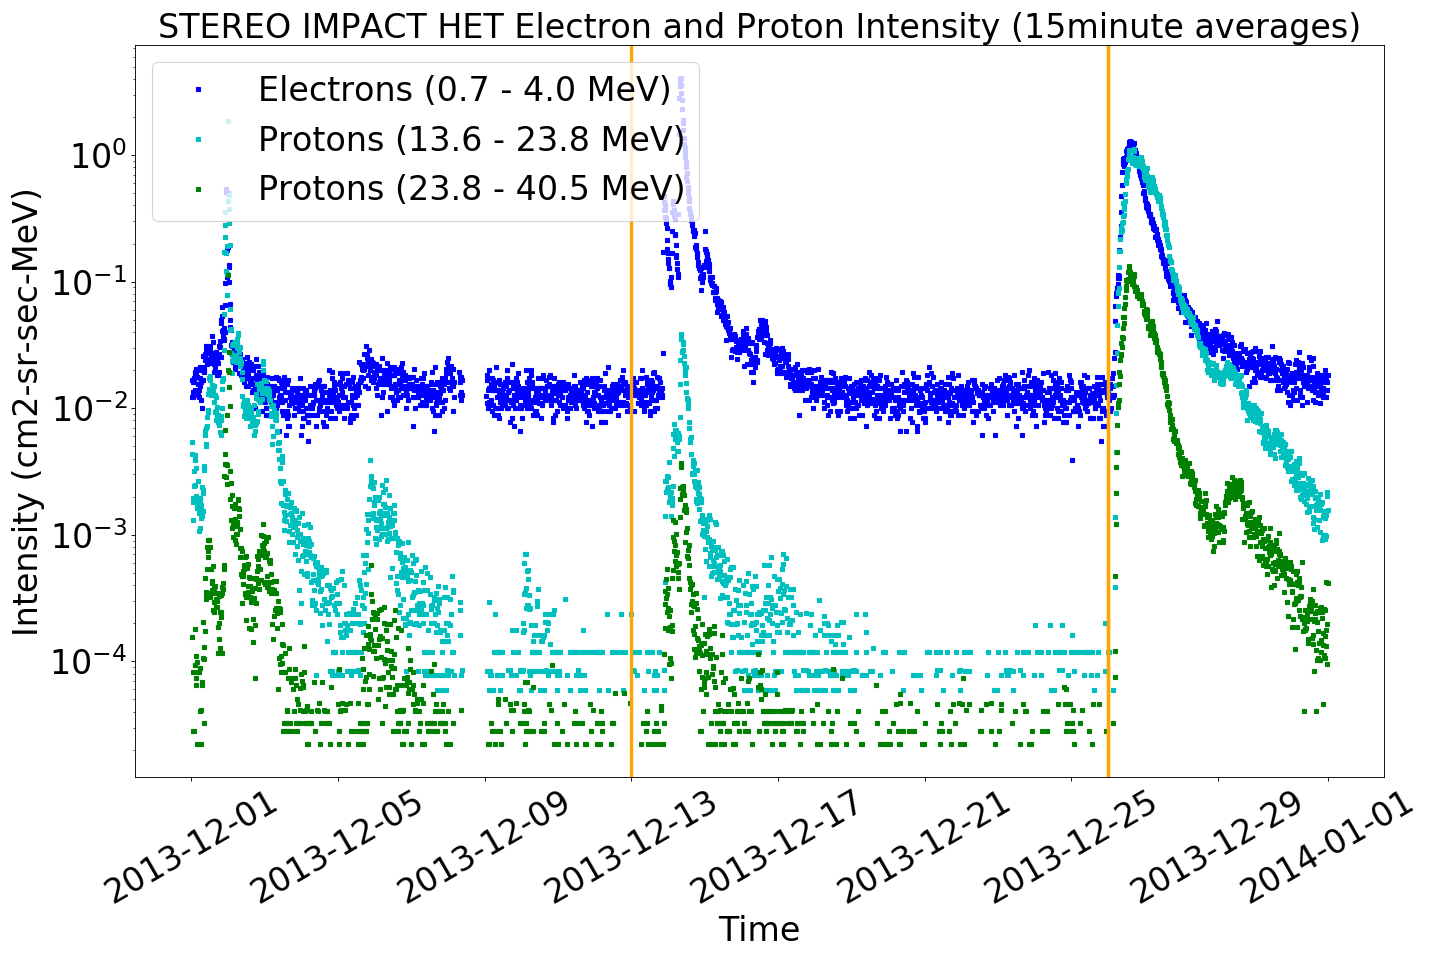 STEREO IMPACT HET Electron and Proton Intensity (15minute averages)
Electrons (0.7 - 4.0 MeV)
Protons (13.6 - 23.8 MeV)
Protons (23.8 - 40.5 MeV)
Intensity (cm2-sr-sec-MeV)
10⁰
10⁻¹
10⁻²
10⁻³
10⁻⁴
2013-12-01
2013-12-05
2013-12-09
2013-12-13
2013-12-17
2013-12-21
2013-12-25
2013-12-29
2014-01-01
Time